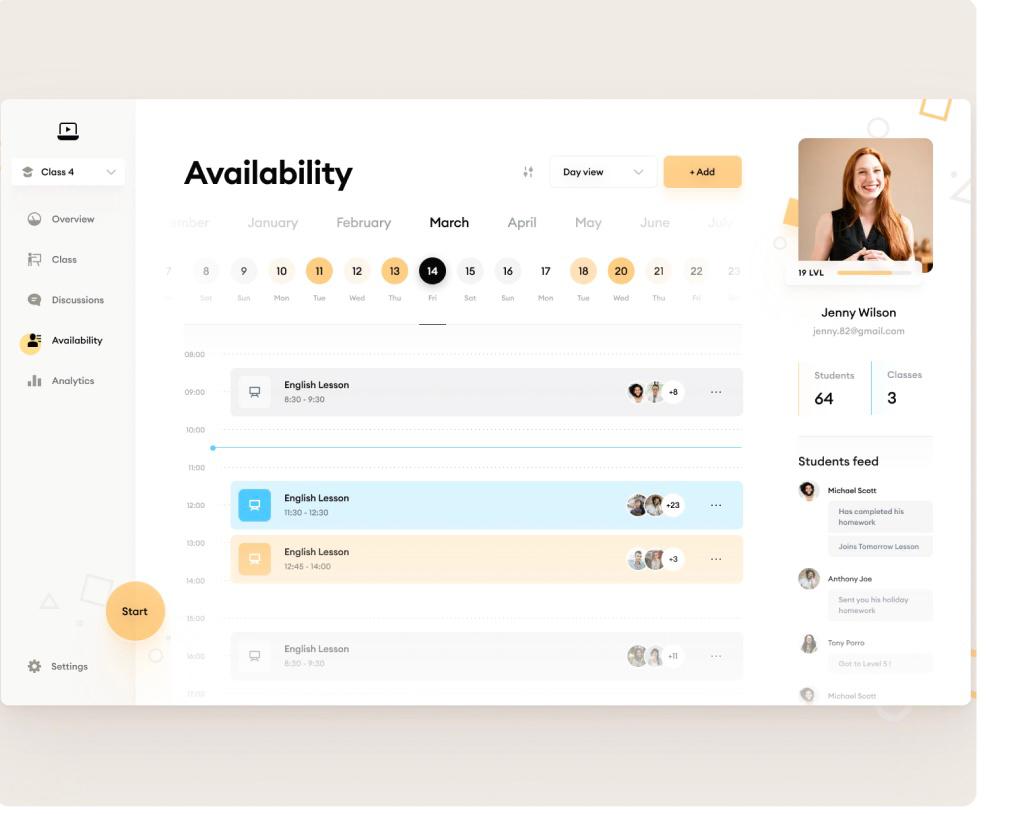 Class 4
Overview
Class
Discussions
Availability
Analytics
Start
Settings
Availability
Day view
+ Add
ember January February March April May June July
7 8 9 10 11 12 13 14 15 16 17 18 20 21 22 23
Sat Sun Mon Tue Wed Thu Fri Sat Sun Mon Tue Wed Thu Fri
08:00
09:00
English Lesson
8:30 - 9:30
+8
10:00
11:00
12:00
English Lesson
11:30 - 12:30
+23
13:00
English Lesson
12:45 - 14:00
+3
14:00
15:00
16:00
English Lesson
8:30 - 9:30
+11
17:00
19 LVL
Jenny Wilson
jenny.82@gmail.com
Students
64
Classes
3
Students feed
Michael Scott
Has completed his
homework
Joins Tomorrow Lesson
Anthony Joe
Sent you his holiday
homework
Tony Porro
Got to Level 5 !
Michael Scott